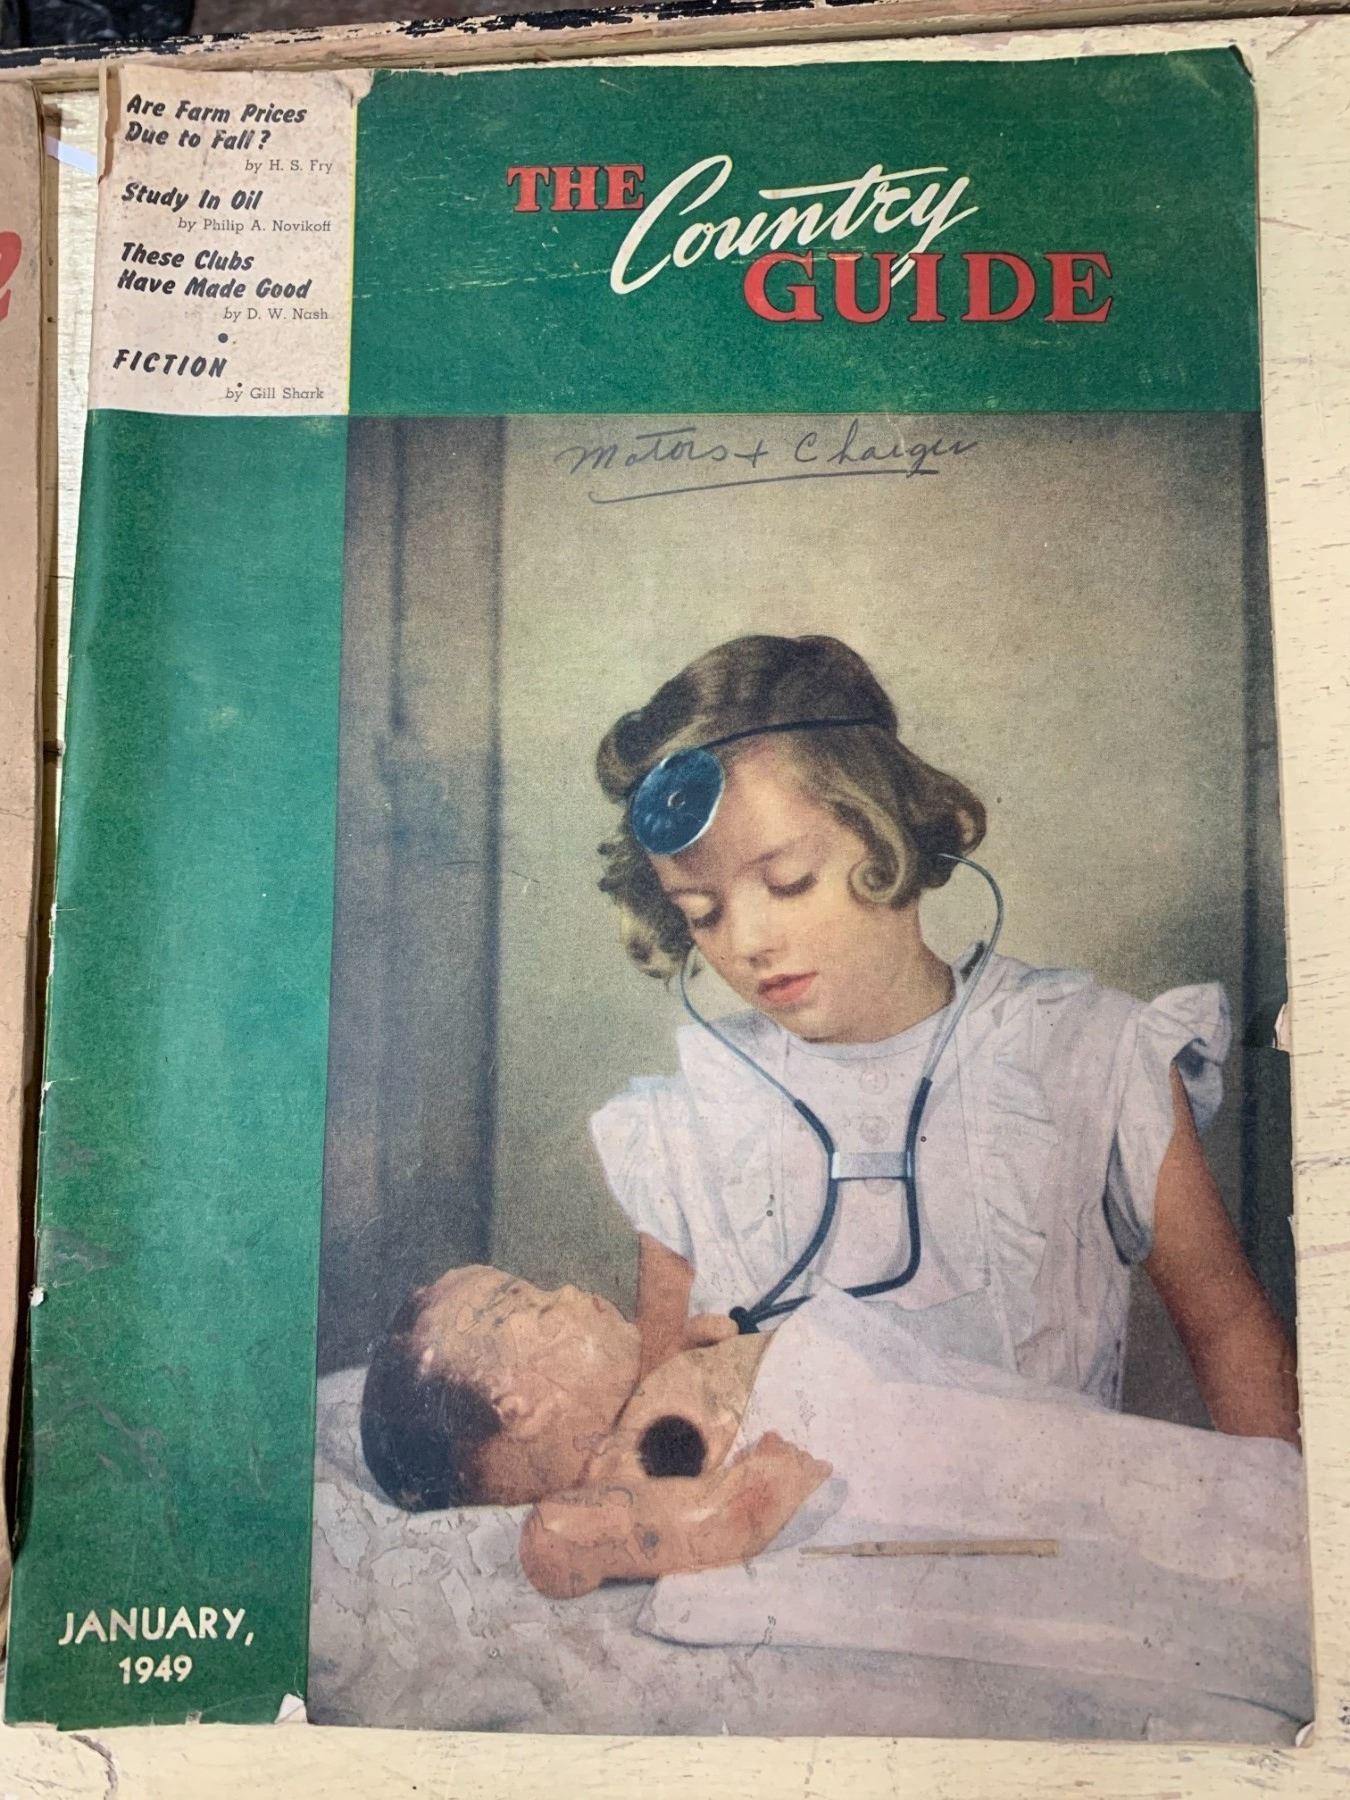 Are Farm Prices
Due to Fall?
by H. S. Fry
Study In Oil
by Philip A. Novikoff
These Clubs
Have Made Good
by D. W. Nash
FICTION
by Gill Shark
THE Country
GUIDE
Motors + Charger
JANUARY,
1949